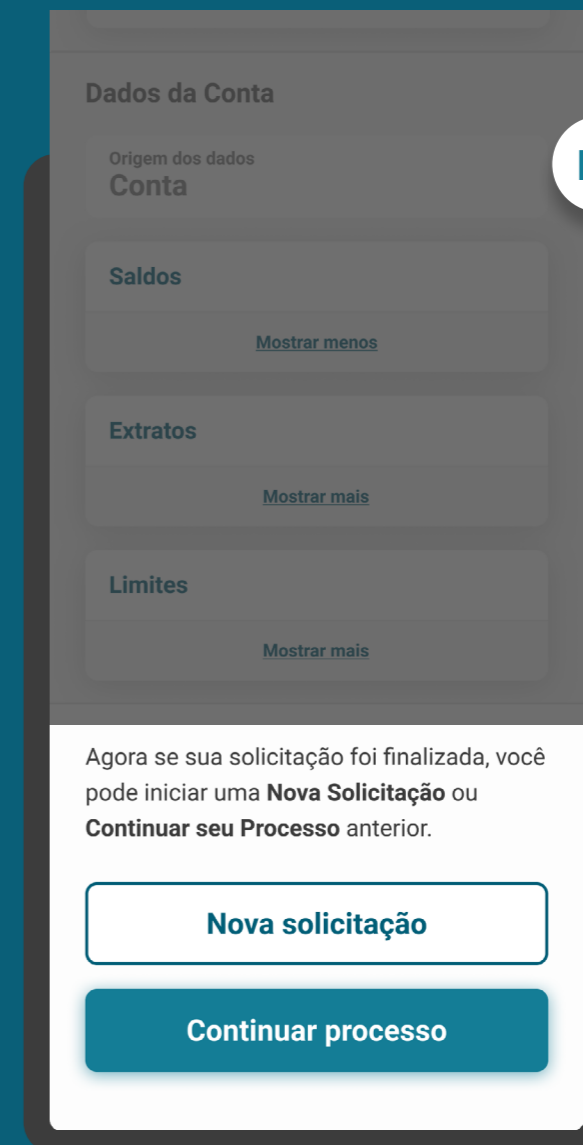 Dados da Conta
Origem dos dados
Conta
Saldos
Mostrar menos
Extratos
Mostrar mais
Limites
Mostrar mais
Agora se sua solicitação foi finalizada, você
pode iniciar uma Nova Solicitação ou
Continuar seu Processo anterior.
Nova solicitação
Continuar processo